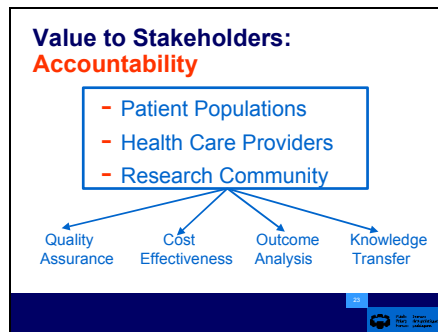 Value to Stakeholders:
Accountability
- Patient Populations
- Health Care Providers
- Research Community
Quality Assurance
Cost Effectiveness
Outcome Analysis
Knowledge Transfer
23